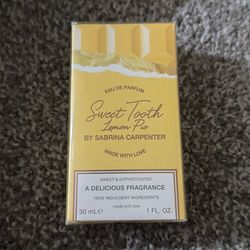 EAU DE PARFUM
Sweet Tooth
Lemon Pie
BY SABRINA CARPENTER
MADE WITH LOVE
SWEET & SOPHISTICATED
A DELICIOUS FRAGRANCE
100% INDULGENT INGREDIENTS
made with love
30 mL ℮ 1 FL. OZ.